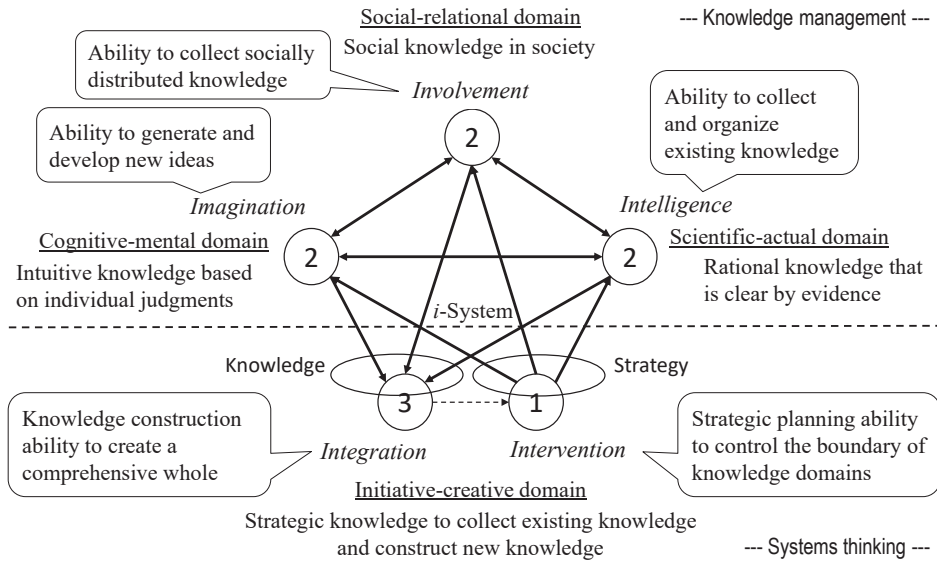 Social-relational domain
--- Knowledge management ---
Social knowledge in society
Ability to collect socially
distributed knowledge
Involvement
Ability to collect
and organize
existing knowledge
Ability to generate and
develop new ideas
2
Imagination
Intelligence
Cognitive-mental domain
2
2
Scientific-actual domain
Intuitive knowledge based
on individual judgments
Rational knowledge that
is clear by evidence
i-System
Knowledge
Strategy
3
1
Knowledge construction
ability to create a
comprehensive whole
Strategic planning ability
to control the boundary of
knowledge domains
Integration
Intervention
Initiative-creative domain
Strategic knowledge to collect existing knowledge
and construct new knowledge
--- Systems thinking ---